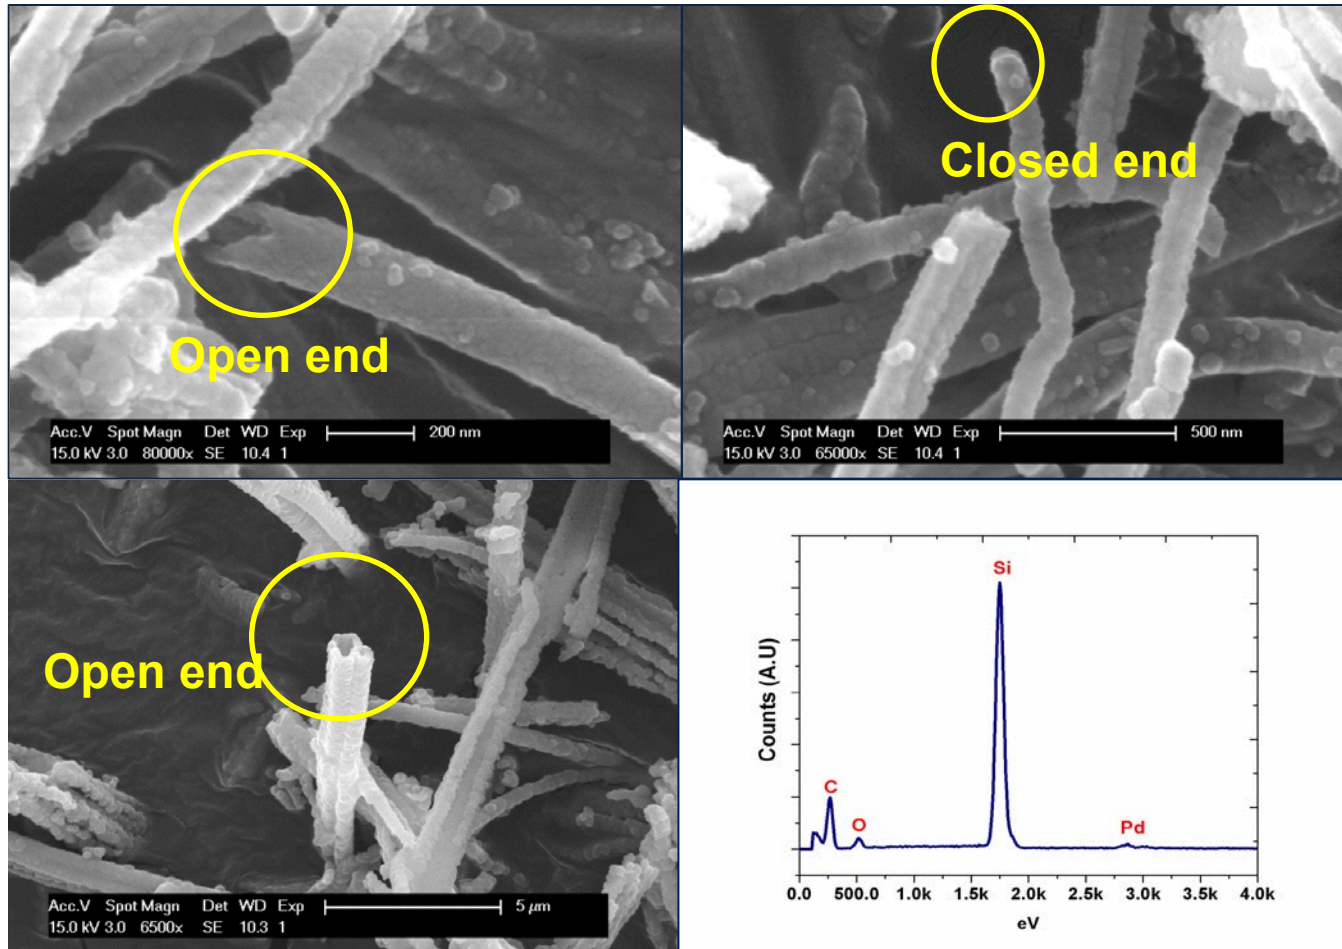 Open end
Acc.V Spot Magn Det WD Exp 200 nm
15.0 kV 3.0 80000x SE 10.4 1
Closed end
Acc.V Spot Magn Det WD Exp 500 nm
15.0 kV 3.0 65000x SE 10.4 1
Open end
Acc.V Spot Magn Det WD Exp 5 μm
15.0 kV 3.0 6500x SE 10.3 1
Si
C
O
Pd
Counts (A.U)
0.0 500.0 1.0k 1.5k 2.0k 2.5k 3.0k 3.5k 4.0k
eV